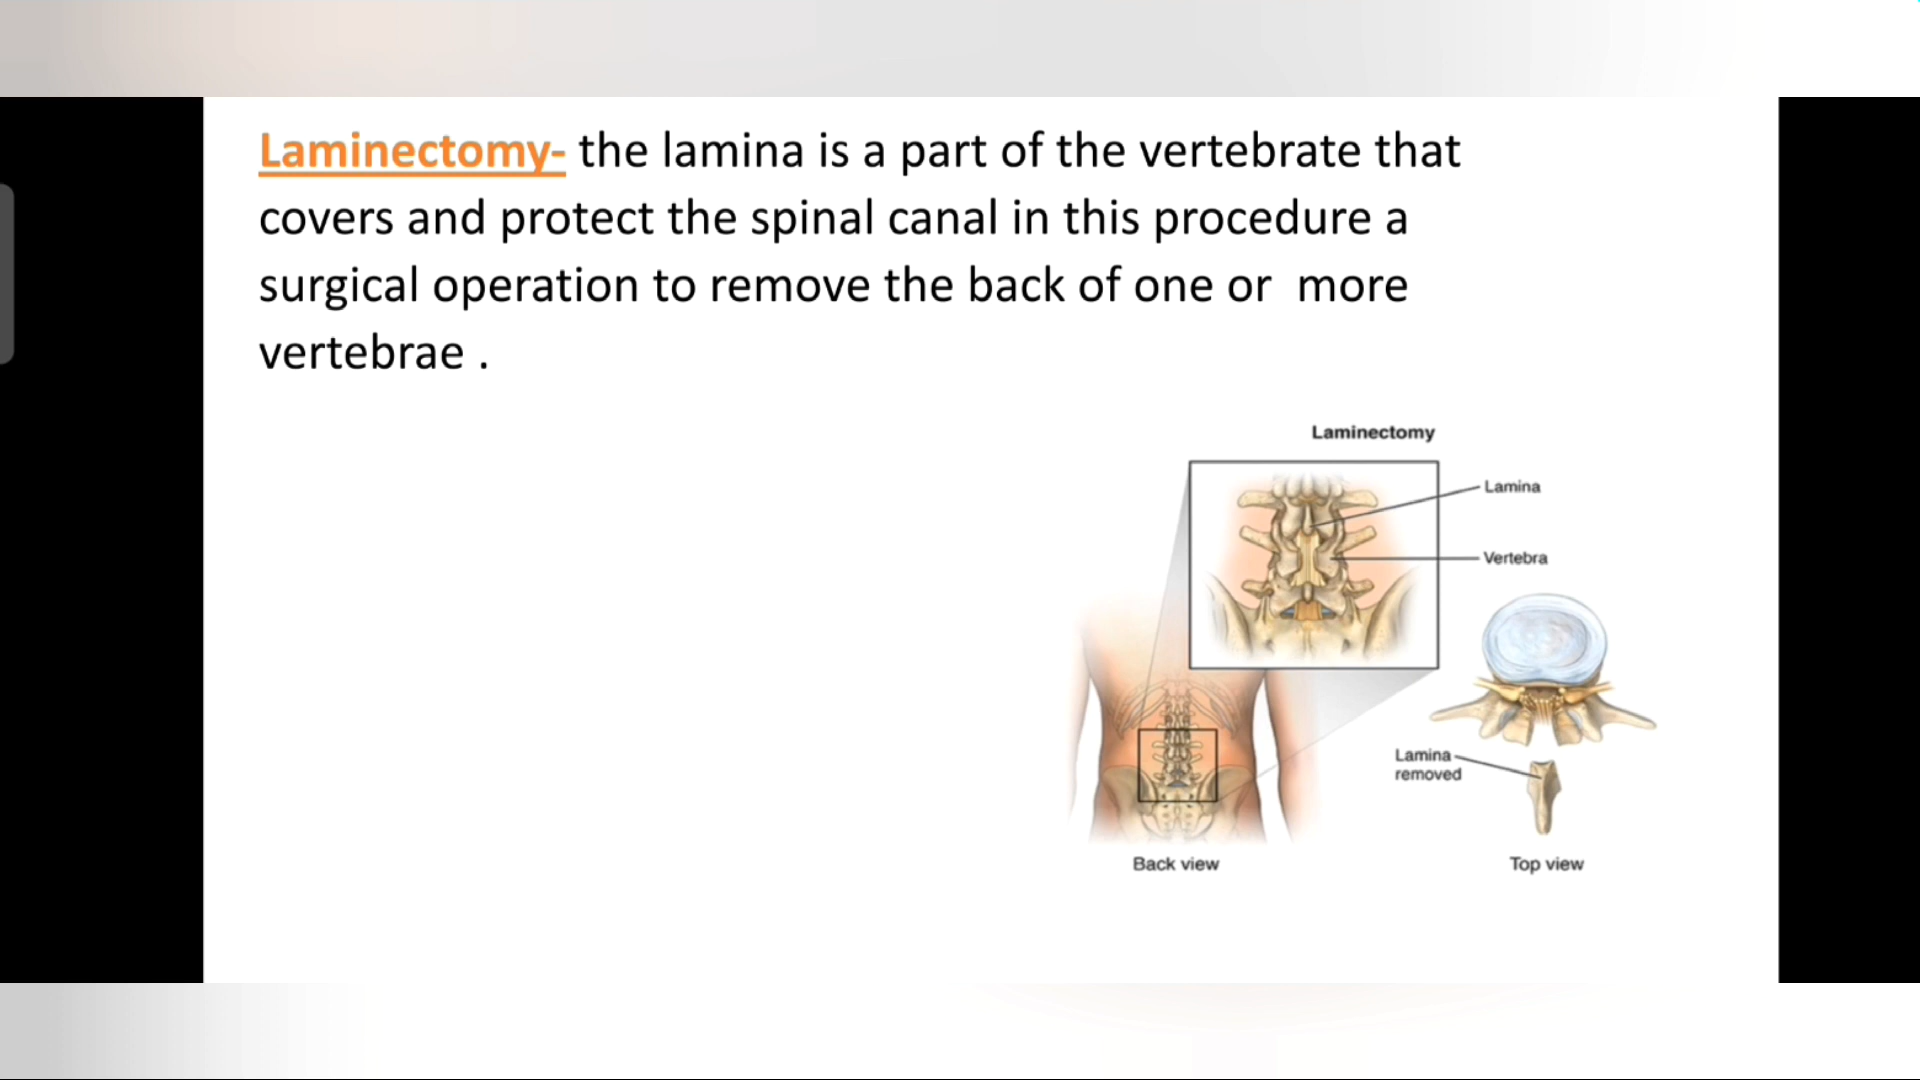 Laminectomy- the lamina is a part of the vertebrate that
covers and protect the spinal canal in this procedure a
surgical operation to remove the back of one or  more
vertebrae .
Laminectomy
Lamina
Vertebra
Lamina
removed
Back view
Top view